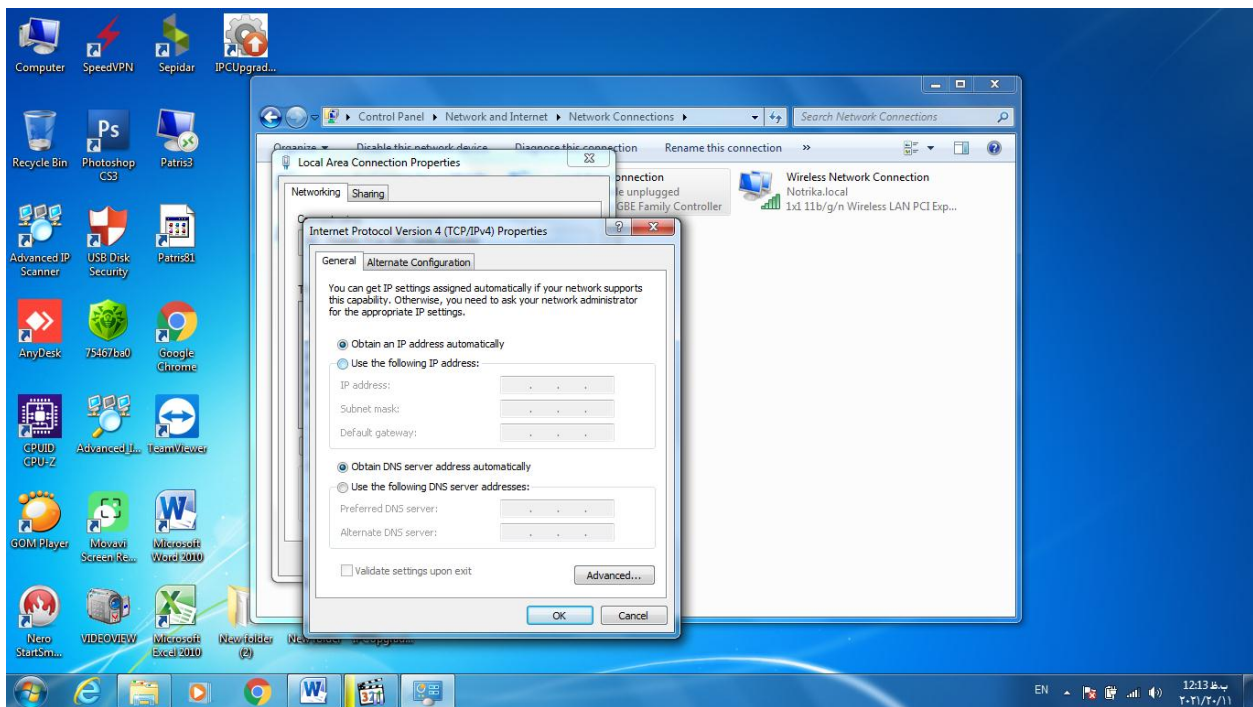 Computer
SpeedVPN
Sepidar
IPCUpgrad...
Recycle Bin
Photoshop CS3
Patris3
Advanced IP Scanner
USB Disk Security
Patris81
AnyDesk
75467ba0
Google Chrome
CPUID CPU-Z
TeamViewer
GOM Player
Movavi Screen Re...
Microsoft Word 2010
Nero StartSm...
VIDEOVIEW
Microsoft Excel 2010
New folder (2)
Control Panel
Network and Internet
Network Connections
Search Network Connections
Organize
Disable this network device
Diagnose this connection
Rename this connection
»
Local Area Connection Properties
Networking
Sharing
GBE Family Controller
Wireless Network Connection
Notrika.local
1x1 11b/g/n Wireless LAN PCI Exp...
Internet Protocol Version 4 (TCP/IPv4) Properties
General
Alternate Configuration
You can get IP settings assigned automatically if your network supports
this capability. Otherwise, you need to ask your network administrator
for the appropriate IP settings.
Obtain an IP address automatically
Use the following IP address:
IP address:
Subnet mask:
Default gateway:
Obtain DNS server address automatically
Use the following DNS server addresses:
Preferred DNS server:
Alternate DNS server:
Validate settings upon exit
Advanced...
OK
Cancel
EN
12:13 ب.ظ
۲۰۲۱/۲۰/۱۱